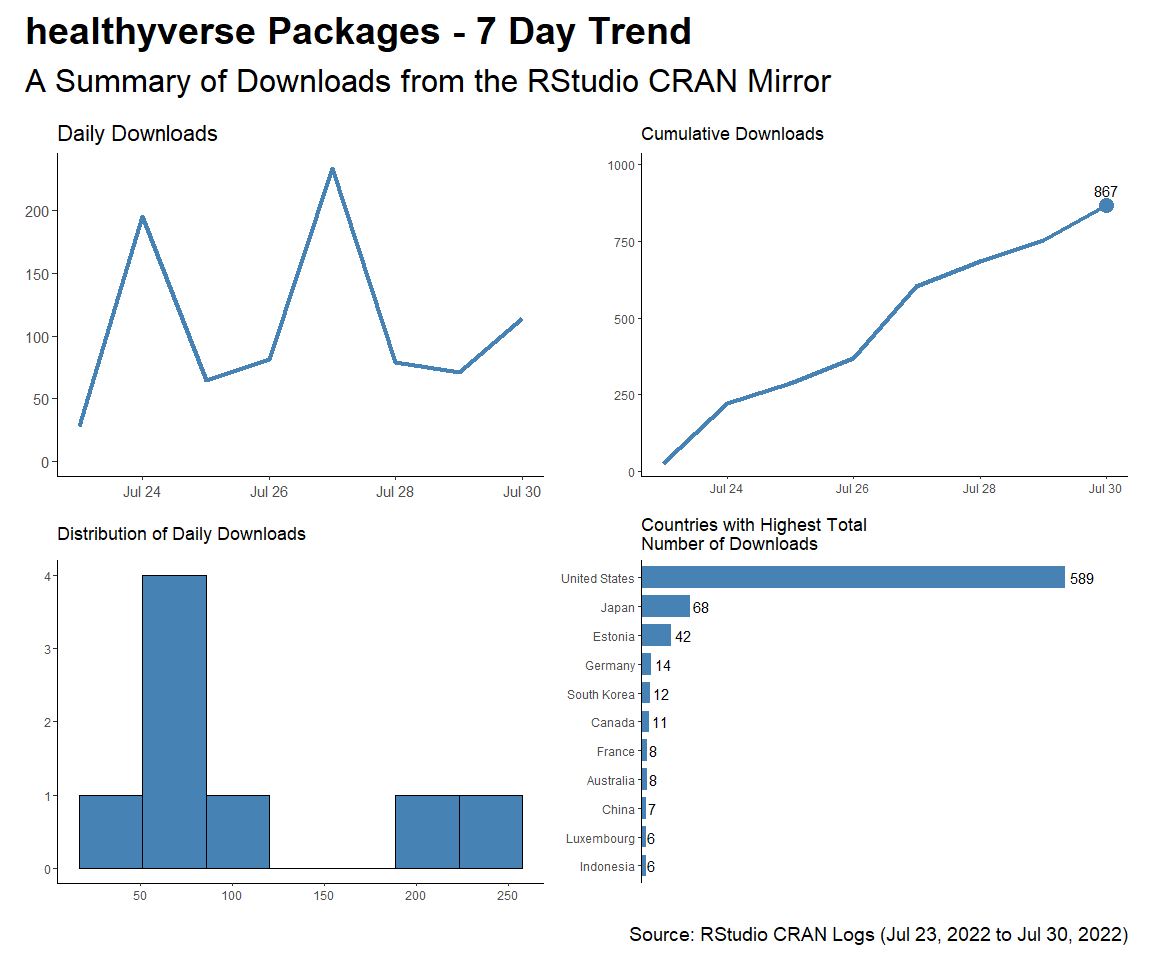 healthyverse Packages - 7 Day Trend
A Summary of Downloads from the RStudio CRAN Mirror
Daily Downloads
200
150
100
50
0
Jul 24 Jul 26 Jul 28 Jul 30
Cumulative Downloads
1000
750
500
250
0
867
Jul 24 Jul 26 Jul 28 Jul 30
Distribution of Daily Downloads
4
3
2
1
0
50 100 150 200 250
Countries with Highest Total
Number of Downloads
United States 589
Japan 68
Estonia 42
Germany 14
South Korea 12
Canada 11
France 8
Australia 8
China 7
Luxembourg 6
Indonesia 6
Source: RStudio CRAN Logs (Jul 23, 2022 to Jul 30, 2022)